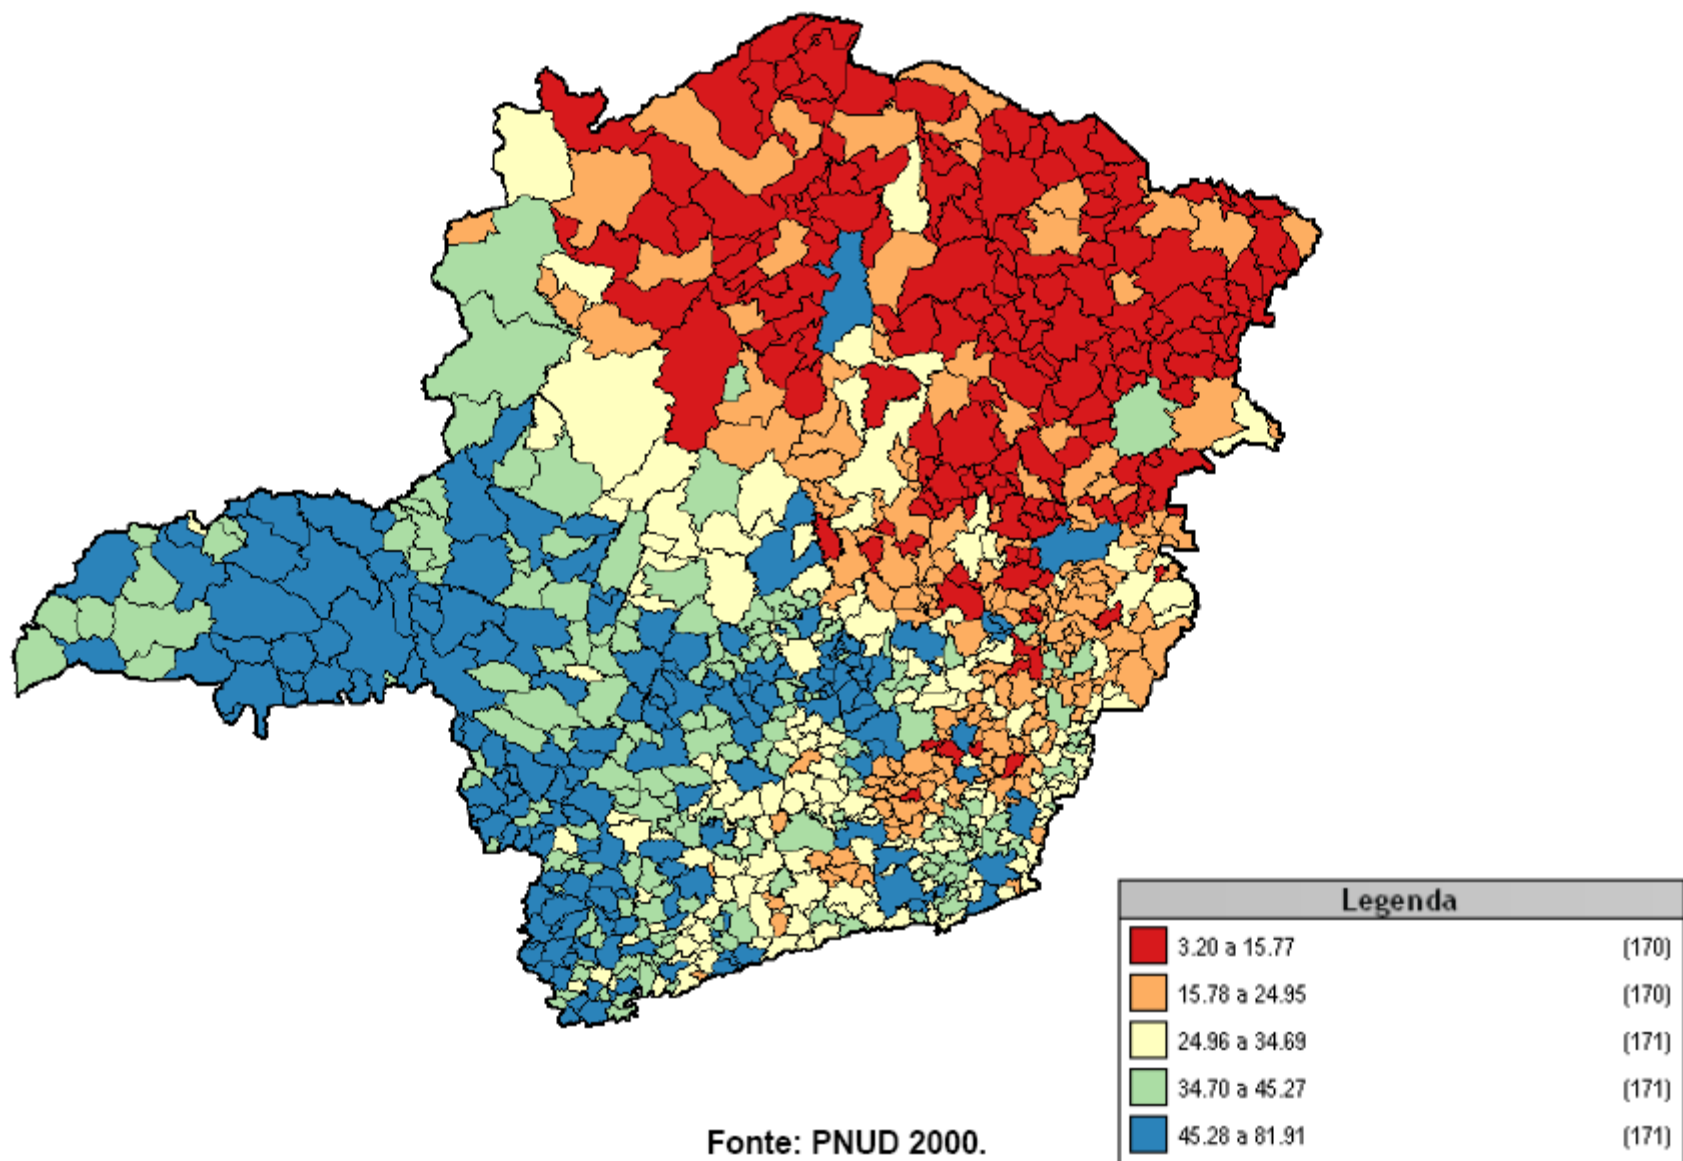 Legenda
3.20 a 15.77 (170)
15.78 a 24.95 (170)
24.96 a 34.69 (171)
34.70 a 45.27 (171)
45.28 a 81.91 (171)
Fonte: PNUD 2000.